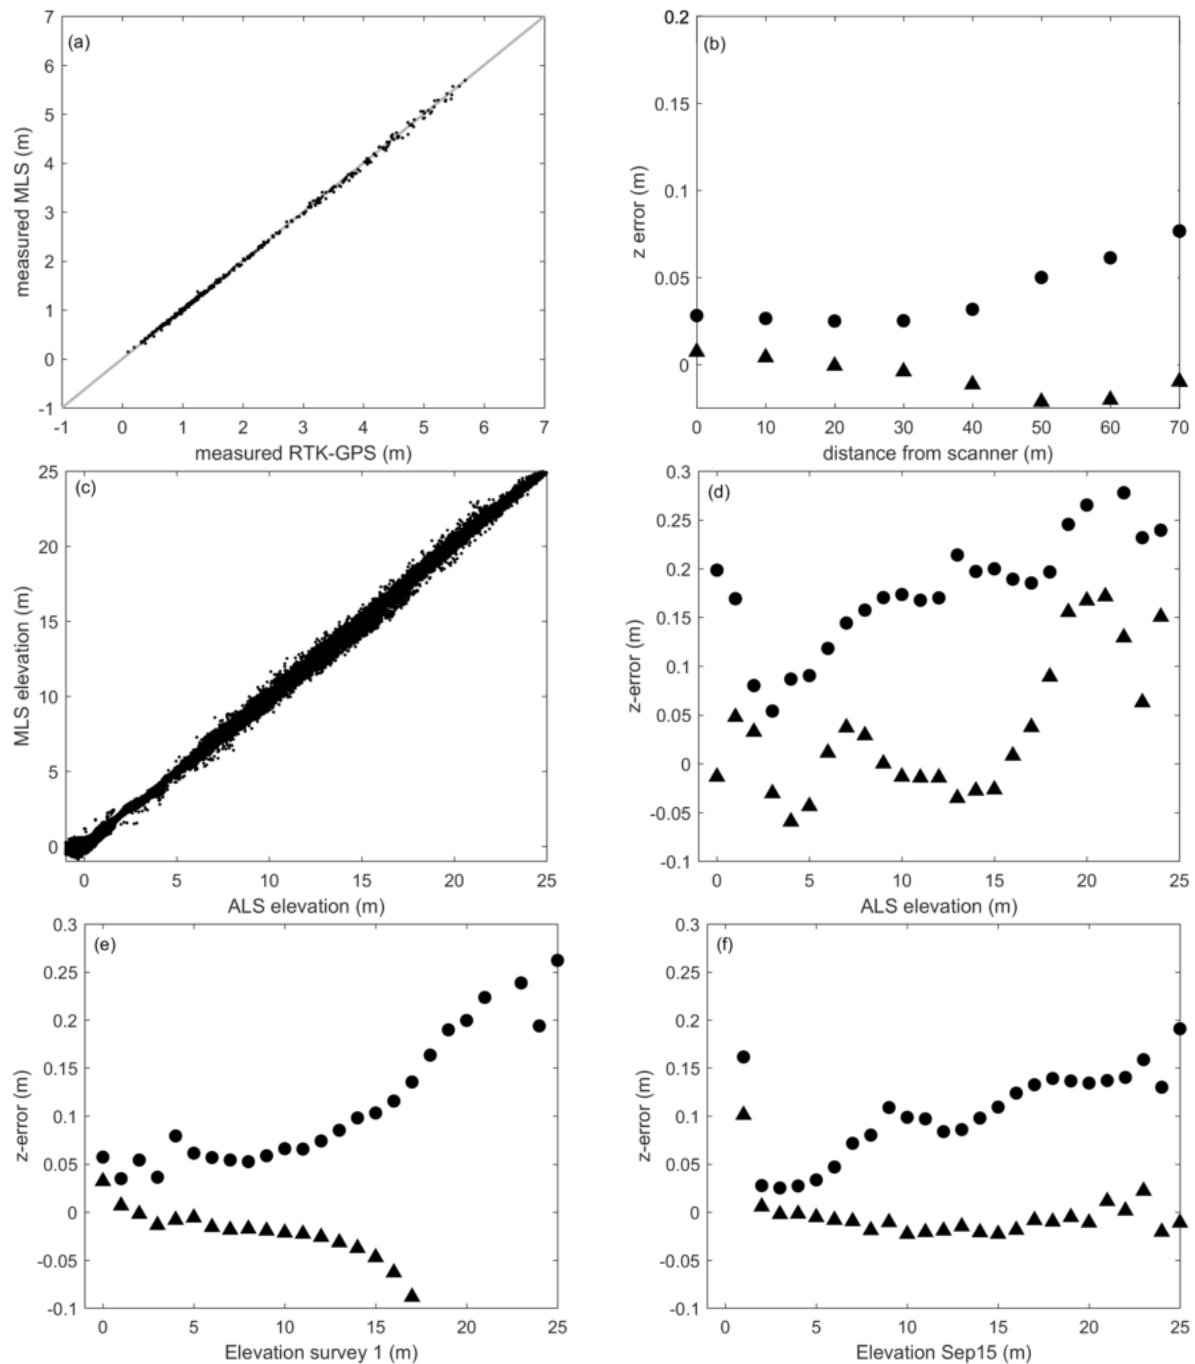 (a)
7
6
5
4
3
2
1
0
-1
measured MLS (m)
-1 0 1 2 3 4 5 6 7
measured RTK-GPS (m)
(b)
0.2
0.15
0.1
0.05
0
z error (m)
0 10 20 30 40 50 60 70
distance from scanner (m)
(c)
25
20
15
10
5
0
MLS elevation (m)
0 5 10 15 20 25
ALS elevation (m)
(d)
0.3
0.25
0.2
0.15
0.1
0.05
0
-0.05
-0.1
z-error (m)
0 5 10 15 20 25
ALS elevation (m)
(e)
0.3
0.25
0.2
0.15
0.1
0.05
0
-0.05
-0.1
z-error (m)
0 5 10 15 20 25
Elevation survey 1 (m)
(f)
0.3
0.25
0.2
0.15
0.1
0.05
0
-0.05
-0.1
z-error (m)
0 5 10 15 20 25
Elevation Sep15 (m)